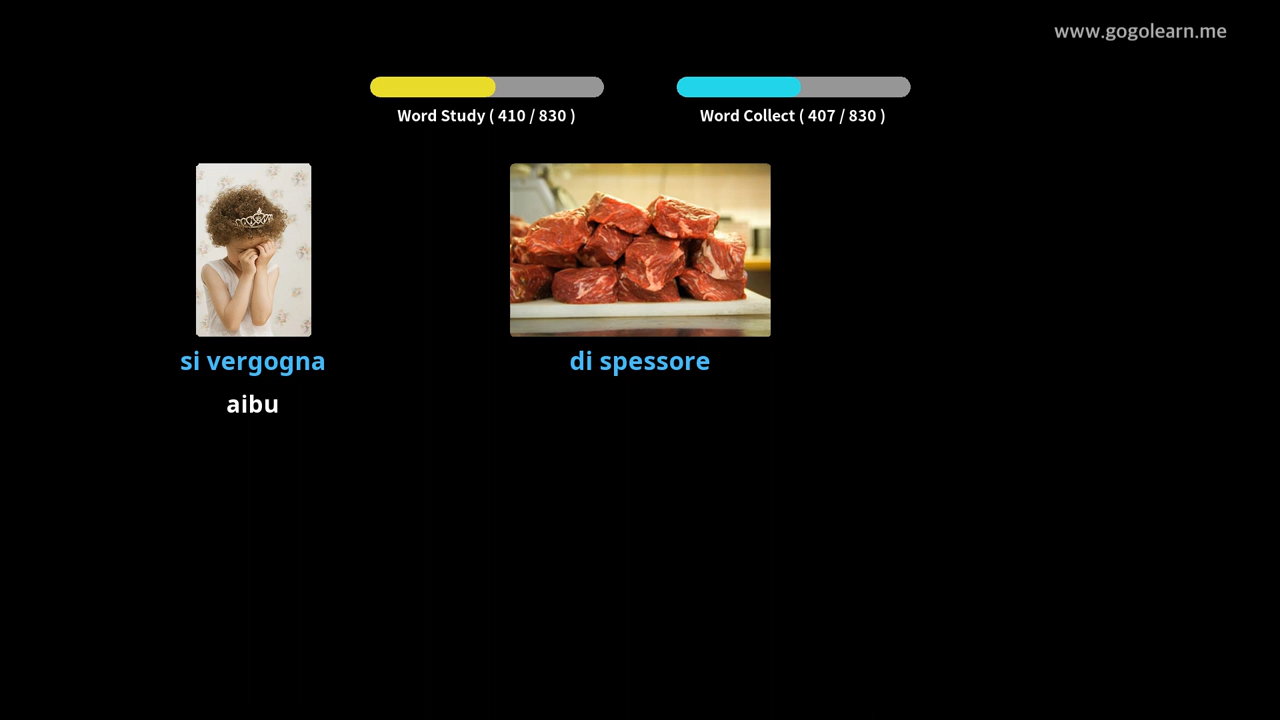 www.gogolearn.me
Word Study ( 410 / 830 )
Word Collect ( 407 / 830 )
si vergogna
di spessore
aibu